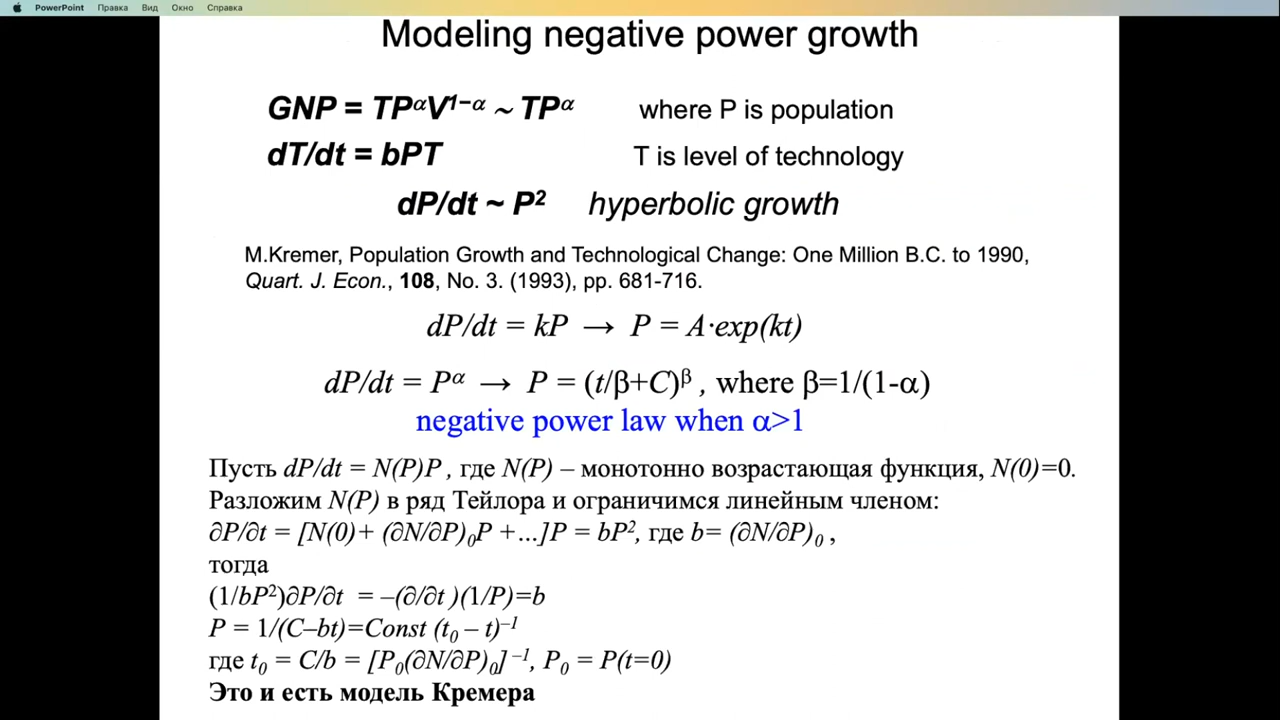 PowerPoint Правка Вид Окно Справка
Modeling negative power growth
GNP = TPᵅV¹⁻ᵅ ~ TPᵅ where P is population
dT/dt = bPT T is level of technology
dP/dt ~ P² hyperbolic growth
M.Kremer, Population Growth and Technological Change: One Million B.C. to 1990,
Quart. J. Econ., 108, No. 3. (1993), pp. 681-716.
dP/dt = kP → P = A·exp(kt)
dP/dt = Pᵅ → P = (t/β+C)ᵝ , where β=1/(1-α)
negative power law when α>1
Пусть dP/dt = N(P)P , где N(P) – монотонно возрастающая функция, N(0)=0.
Разложим N(P) в ряд Тейлора и ограничимся линейным членом:
∂P/∂t = [N(0)+ (∂N/∂P)₀P +...]P = bP², где b= (∂N/∂P)₀ ,
тогда
(1/bP²)∂P/∂t = –(∂/∂t )(1/P)=b
P = 1/(C–bt)=Const (t₀ – t)⁻¹
где t₀ = C/b = [P₀(∂N/∂P)₀]⁻¹, P₀ = P(t=0)
Это и есть модель Кремера